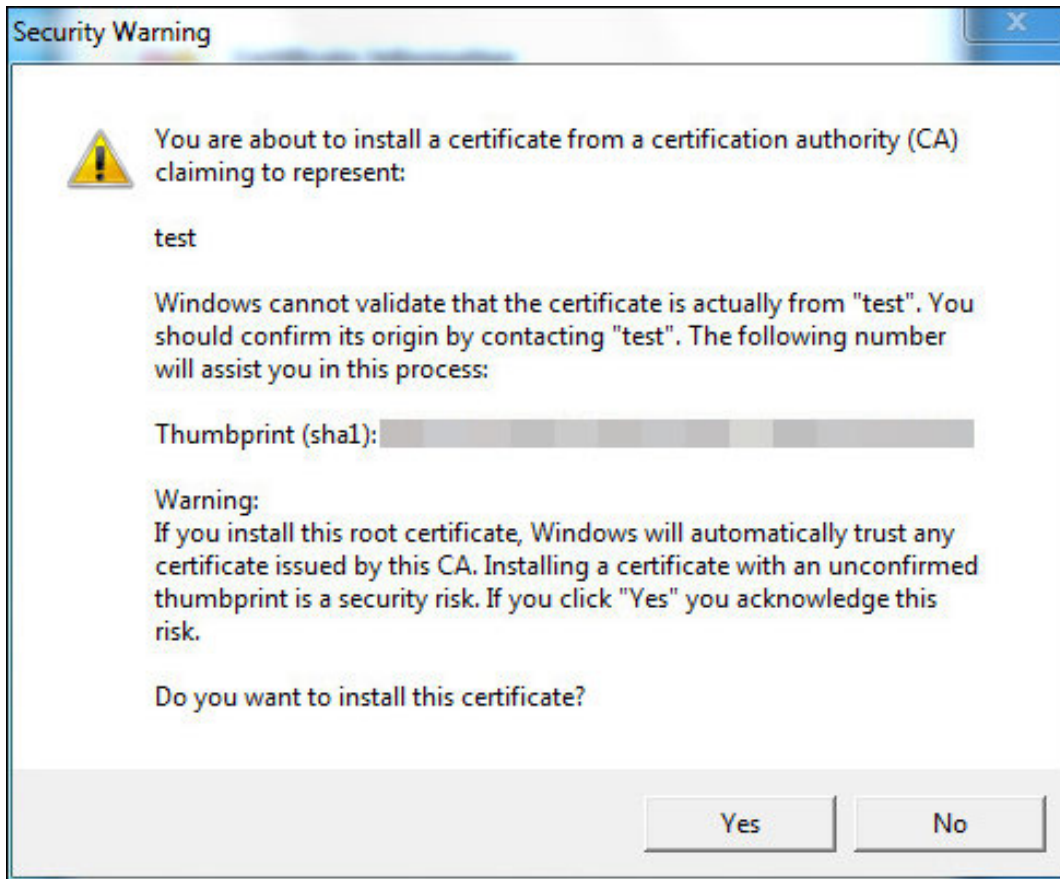 Security Warning
X
You are about to install a certificate from a certification authority (CA)
claiming to represent:
test
Windows cannot validate that the certificate is actually from "test". You
should confirm its origin by contacting "test". The following number
will assist you in this process:
Thumbprint (sha1):
Warning:
If you install this root certificate, Windows will automatically trust any
certificate issued by this CA. Installing a certificate with an unconfirmed
thumbprint is a security risk. If you click "Yes" you acknowledge this
risk.
Do you want to install this certificate?
Yes No